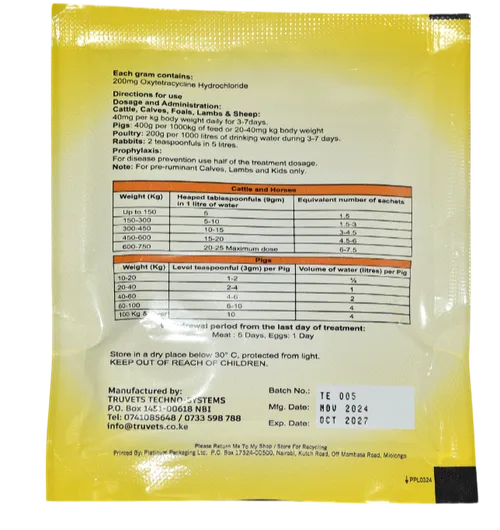 Each gram contains:
200mg Oxytetracycline Hydrochloride
Directions for use
Dosage and Administration:
Cattle, Calves, Foals, Lambs & Sheep:
40mg per kg body weight daily for 3-7days.
Pigs: 400g per 1000kg of feed or 20-40mg kg body weight
Poultry: 200g per 1000 litres of drinking water during 3-7 days.
Rabbits: 2 teaspoonfuls in 5 litres.
Prophylaxis:
For disease prevention use half of the treatment dosage.
Note: For pre-ruminant Calves, Lambs and Kids only.
Cattle and Horses
Weight (Kg) Heaped tablespoonfuls (9gm) in 1 litre of water Equivalent number of sachets
Up to 150 5 1.5
150-300 5-10 1.5-3
300-450 10-15 3-4.5
450-600 15-20 4.5-6
600-750 20-25 Maximum dose 6-7.5
Pigs
Weight (Kg) Level teaspoonful (3gm) per Pig Volume of water (litres) per Pig
10-20 1-2 ½
20-40 2-4 1
40-60 4-6 2
60-100 6-10 4
100 Kg & 10 4
period from the last day of treatment:
Meat : 5 Days, Eggs: 1 Day
Store in a dry place below 30° C, protected from light.
KEEP OUT OF REACH OF CHILDREN.
Manufactured by:
TRUVETS TECHNO-SYSTEMS
P.O. Box 1451-00618 NBI
Tel: 0741085648 / 0733 598 788
info@truvets.co.ke
Batch No.: TE 005
Mfg. Date: NOV 2024
Exp. Date: OCT 2027
Please Return Me To My Shop / Store For Recycling
Printed By: Platinum Packaging Ltd. P.O. Box 17524-00500, Nairobi, Kutch Road, Off Mombasa Road, Mlolongo
PPL0324